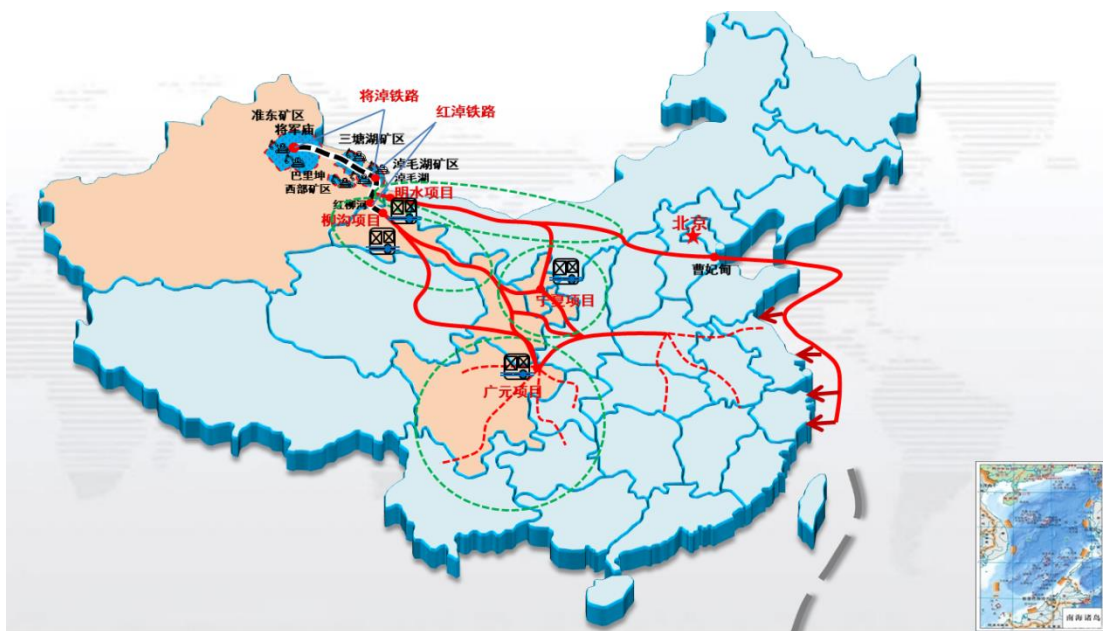 将淖铁路
红淖铁路
准东矿区
将军庙
三塘湖矿区
淖毛湖矿区
淖毛湖
巴里坤
西部矿区
明水项目
红柳河
柳沟项目
北京
曹妃甸
宁夏项目
广元项目
南海诸岛